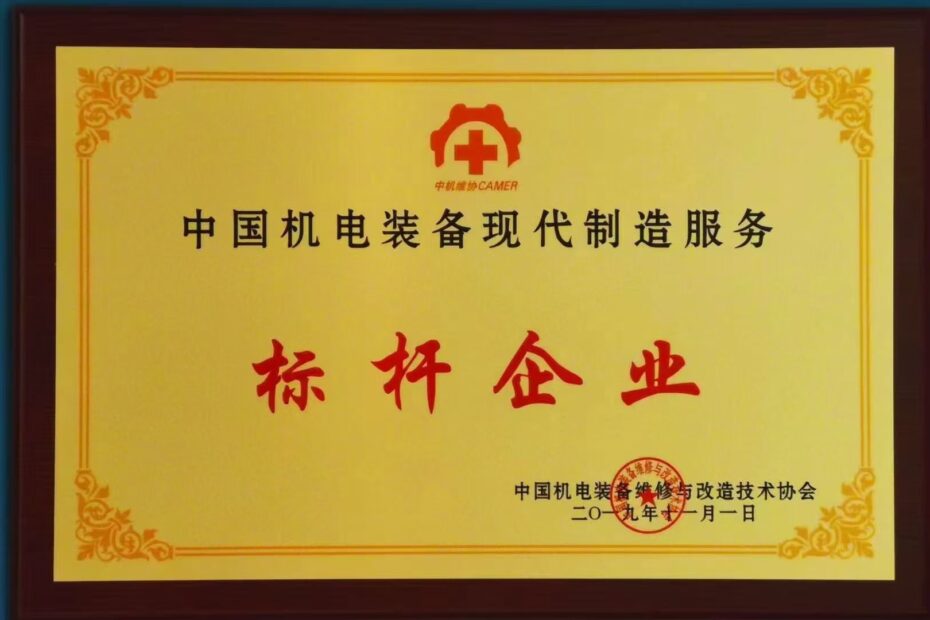 中机维协CAMER
中国机电装备现代制造服务
标杆企业
中国机电装备维修与改造技术协会
二〇一九年十一月一日